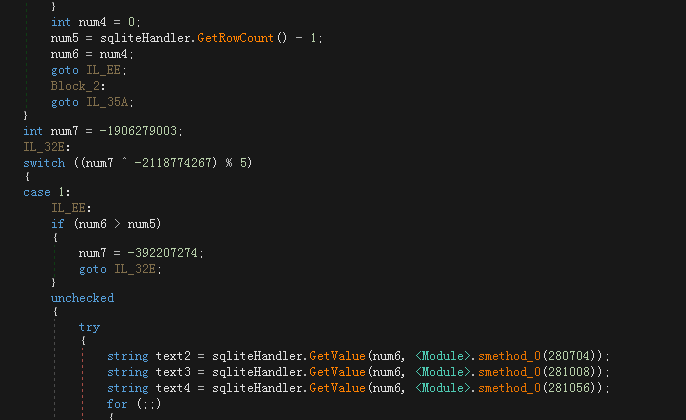 }
int num4 = 0;
num5 = sqliteHandler.GetRowCount() - 1;
num6 = num4;
goto IL_EE;
Block_2:
goto IL_35A;
}
int num7 = -1906279003;
IL_32E:
switch ((num7 ^ -2118774267) % 5)
{
case 1:
IL_EE:
if (num6 > num5)
{
num7 = -392207274;
goto IL_32E;
}
unchecked
{
try
{
string text2 = sqliteHandler.GetValue(num6, <Module>.smethod_0(280704));
string text3 = sqliteHandler.GetValue(num6, <Module>.smethod_0(281008));
string text4 = sqliteHandler.GetValue(num6, <Module>.smethod_0(281056));
for (;;)
{